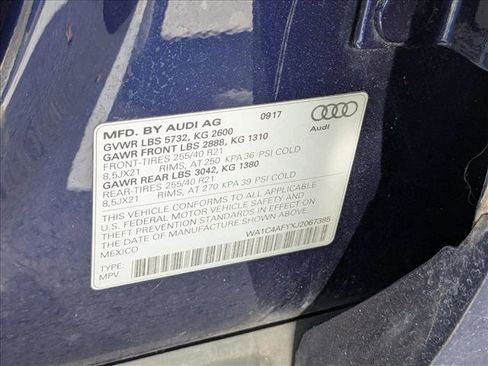 MFD. BY AUDI AG 09'17
GVWR LBS 5732, KG 2600
GAWR FRONT LBS 2888, KG 1310
FRONT-TIRES 255/40 R21
8,5JX21 RIMS, AT 250 KPA 36 PSI COLD
GAWR REAR LBS 3042, KG 1380
REAR-TIRES 255/40 R21
8,5JX21 RIMS, AT 270 KPA 39 PSI COLD
THIS VEHICLE CONFORMS TO ALL APPLICABLE
U.S. FEDERAL MOTOR VEHICLE SAFETY AND
THEFT PREVENTION STANDARDS IN EFFECT ON
THE DATE OF MANUFACTURE SHOWN ABOVE.
MEXICO
WA1C4AFYXJ2067395
TYPE:
MPV
Audi